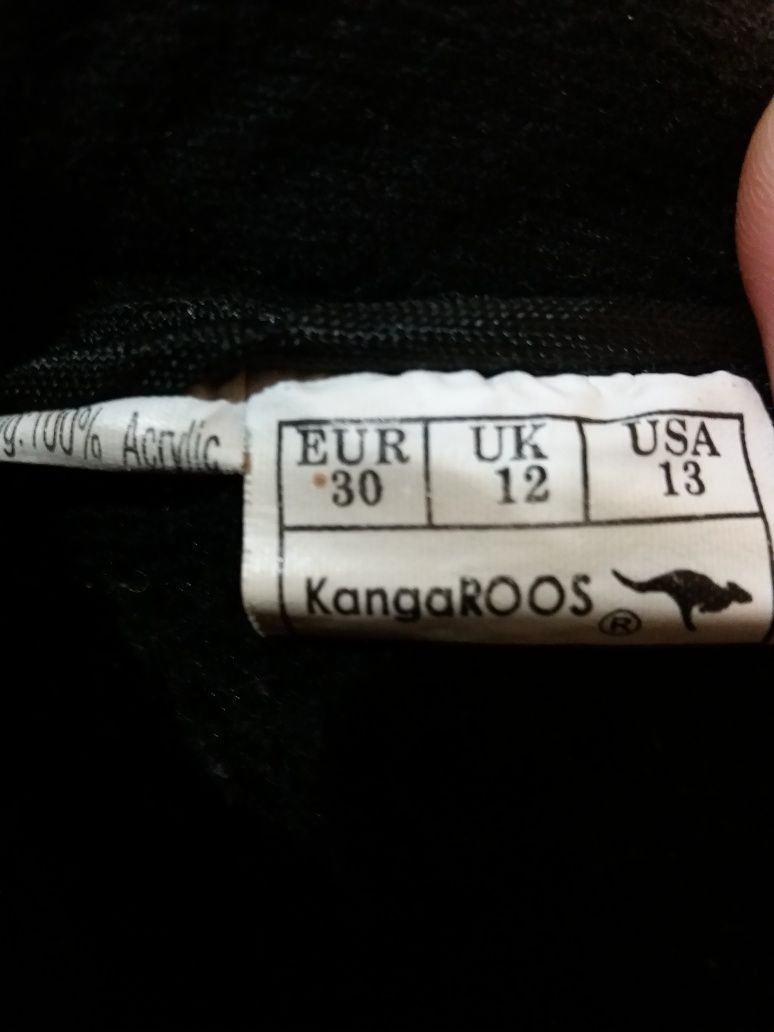 100% Acrylic
EUR UK USA
30 12 13
KangaROOS
®